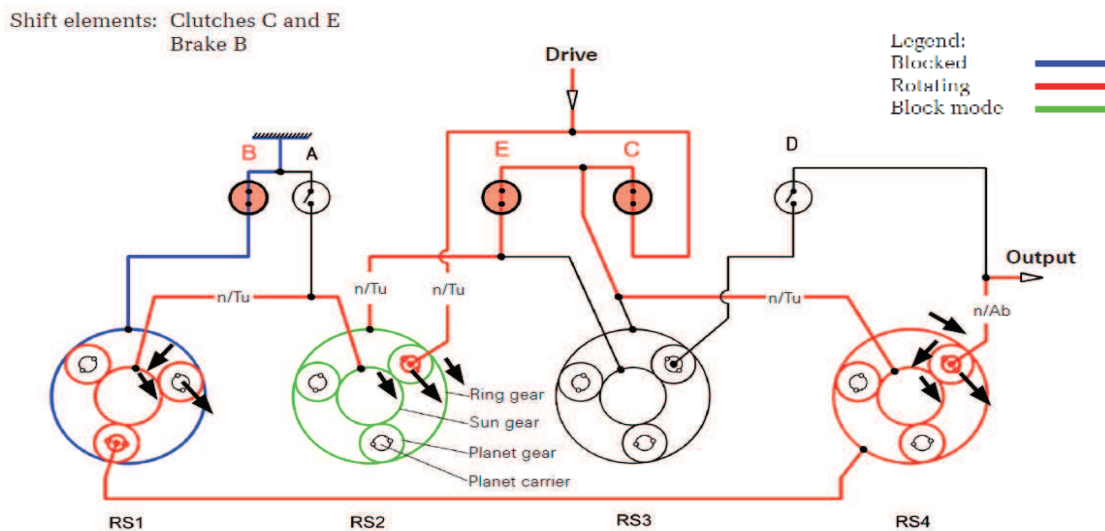 Shift elements: Clutches C and E
Brake B
Legend:
Blocked
Rotating
Block mode
Drive
B A E C D
Output
n/Tu n/Tu n/Tu n/Tu n/Ab
Ring gear
Sun gear
Planet gear
Planet carrier
RS1 RS2 RS3 RS4